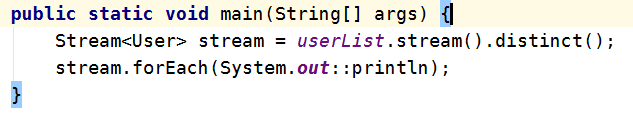 public static void main(String[] args) {
    Stream<User> stream = userList.stream().distinct();
    stream.forEach(System.out::println);
}